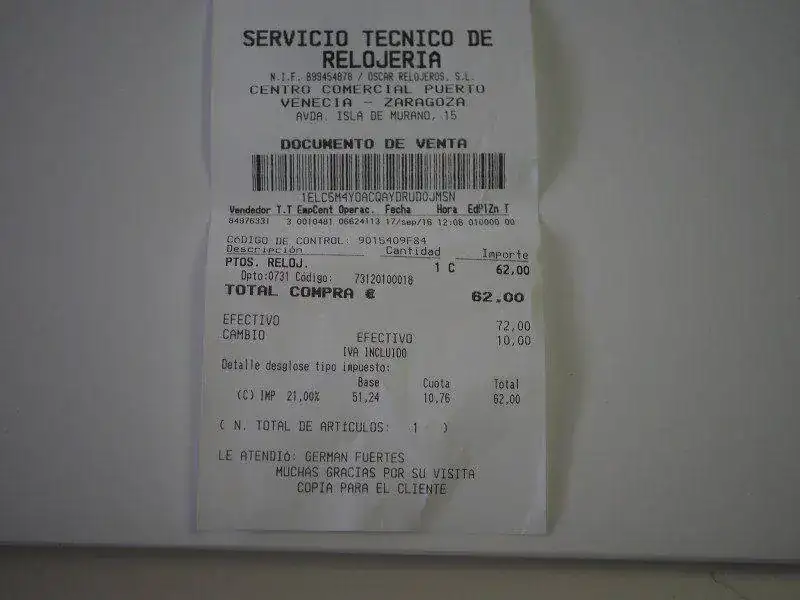 SERVICIO TECNICO DE
RELOJERIA
N.I.F. B99454878 / OSCAR RELOJEROS, S.L.
CENTRO COMERCIAL PUERTO
VENECIA - ZARAGOZA
AVDA. ISLA DE MURANO, 15
DOCUMENTO DE VENTA
1ELC5M4YOACQAYDRUDOJMSN
Vendedor T.T EmpCent Operac. Fecha Hora EdPlZn T
84976331 3 0010481 06624113 17/sep/16 12:08 010000 00
CóDIGO DE CONTROL: 9015409F84
Descripción Cantidad Importe
PTOS. RELOJ. 1 C 62,00
Dpto:0731 Código: 73120100018
TOTAL COMPRA € 62,00
EFECTIVO 72,00
CAMBIO EFECTIVO 10,00
IVA INCLUIDO
Detalle desglose tipo impuesto:
Base Cuota Total
(C) IMP 21,00% 51,24 10,76 62,00
( N. TOTAL DE ARTíCULOS: 1 )
LE ATENDIó: GERMAN FUERTES
MUCHAS GRACIAS POR SU VISITA
COPIA PARA EL CLIENTE